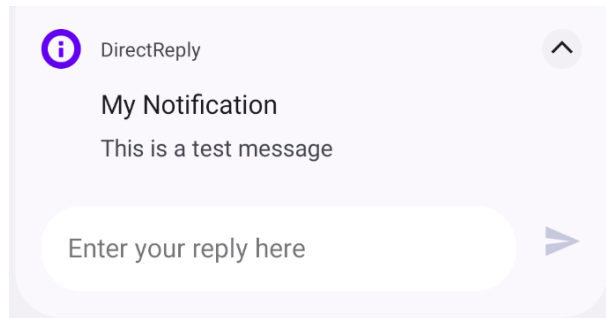 DirectReply
My Notification
This is a test message
Enter your reply here